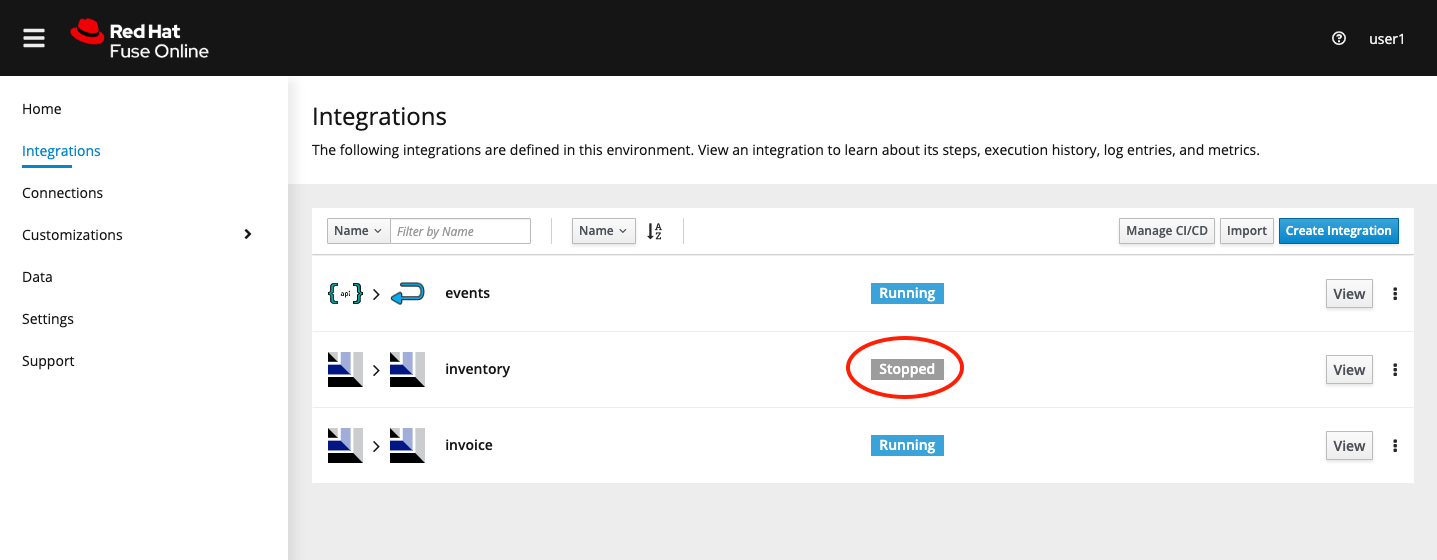 Red Hat
Fuse Online
user1
Home
Integrations
Connections
Customizations
Data
Settings
Support
Integrations
The following integrations are defined in this environment. View an integration to learn about its steps, execution history, log entries, and metrics.
Name Filter by Name Name A Z Manage CI/CD Import Create Integration
{api} events Running View
inventory Stopped View
invoice Running View